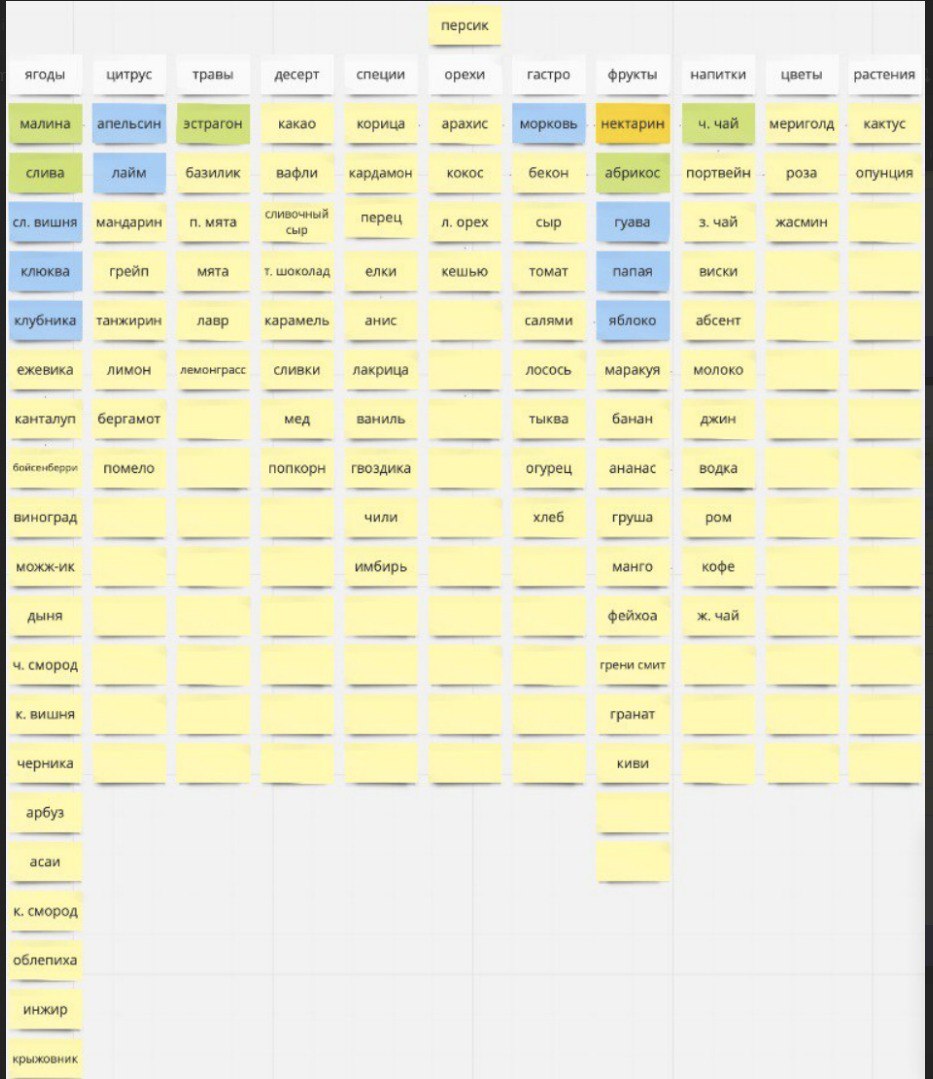 персик
ягоды цитрус травы десерт специи орехи гастро фрукты напитки цветы растения
малина апельсин эстрагон какао корица арахис морковь нектарин ч. чай мериголд кактус
слива лайм базилик вафли кардамон кокос бекон абрикос портвейн роза опунция
сл. вишня мандарин п. мята сливочный сыр перец л. орех сыр гуава з. чай жасмин
клюква грейп мята т. шоколад елки кешью томат папая виски
клубника танжирин лавр карамель анис салями яблоко абсент
ежевика лимон лемонграсс сливки лакрица лосось маракуя молоко
канталуп бергамот мед ваниль тыква банан джин
бойсенберри помело попкорн гвоздика огурец ананас водка
виноград чили хлеб груша ром
можж-ик имбирь манго кофе
дыня фейхоа ж. чай
ч. смород грени смит
к. вишня гранат
черника киви
арбуз
асаи
к. смород
облепиха
инжир
крыжовник